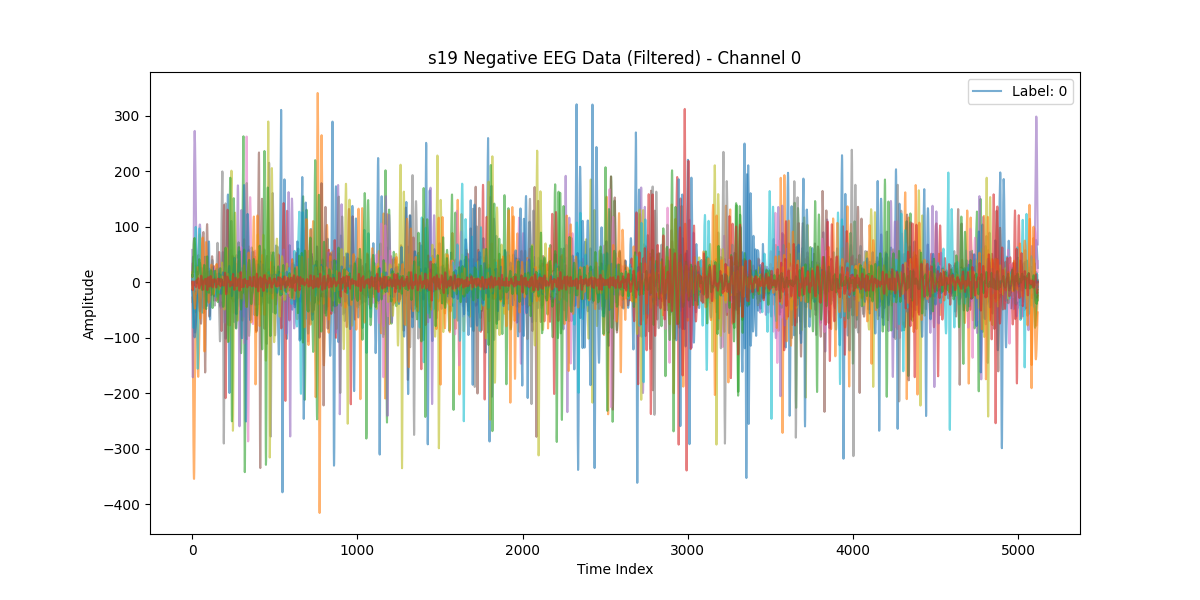 s19 Negative EEG Data (Filtered) - Channel 0
Label: 0
Amplitude
300
200
100
0
−100
−200
−300
−400
0 1000 2000 3000 4000 5000
Time Index